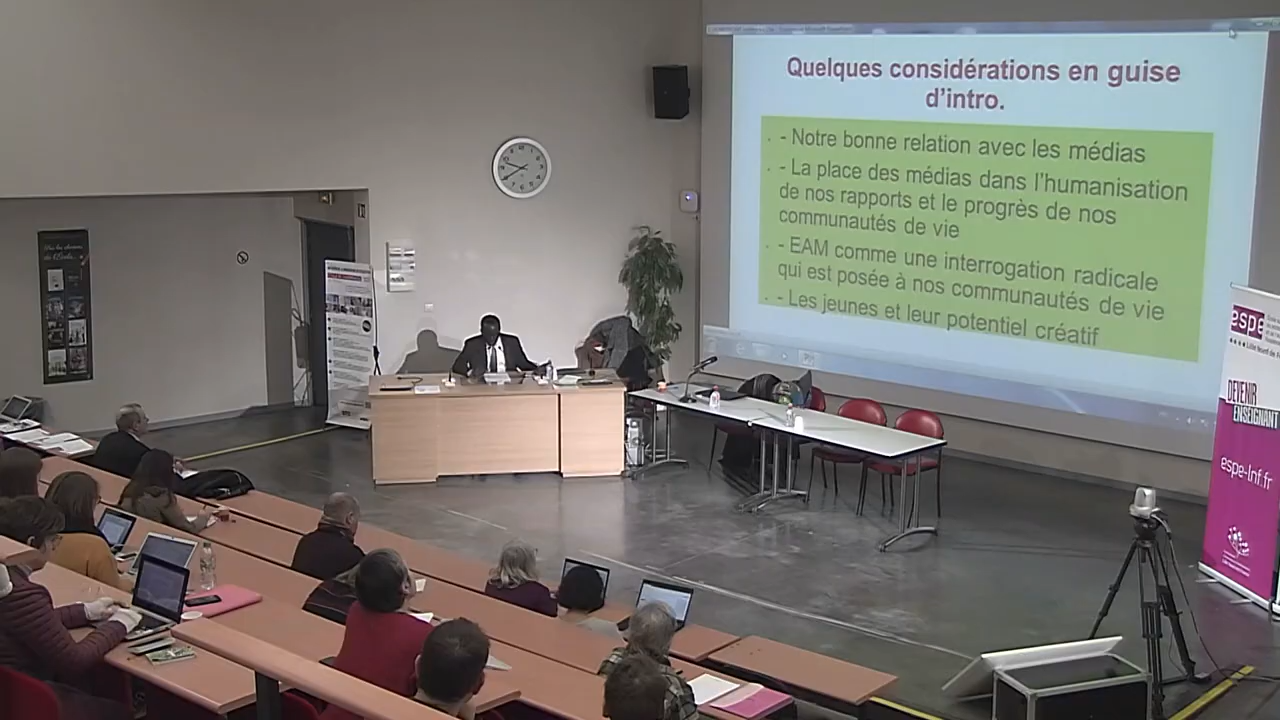 Quelques considérations en guise
d'intro.
- Notre bonne relation avec les médias
- La place des médias dans l'humanisation
de nos rapports et le progrès de nos
communautés de vie
- EAM comme une interrogation radicale
qui est posée à nos communautés de vie
- Les jeunes et leur potentiel créatif
espe
DEVENIR
ENSEIGNANT
espe-lnf.fr